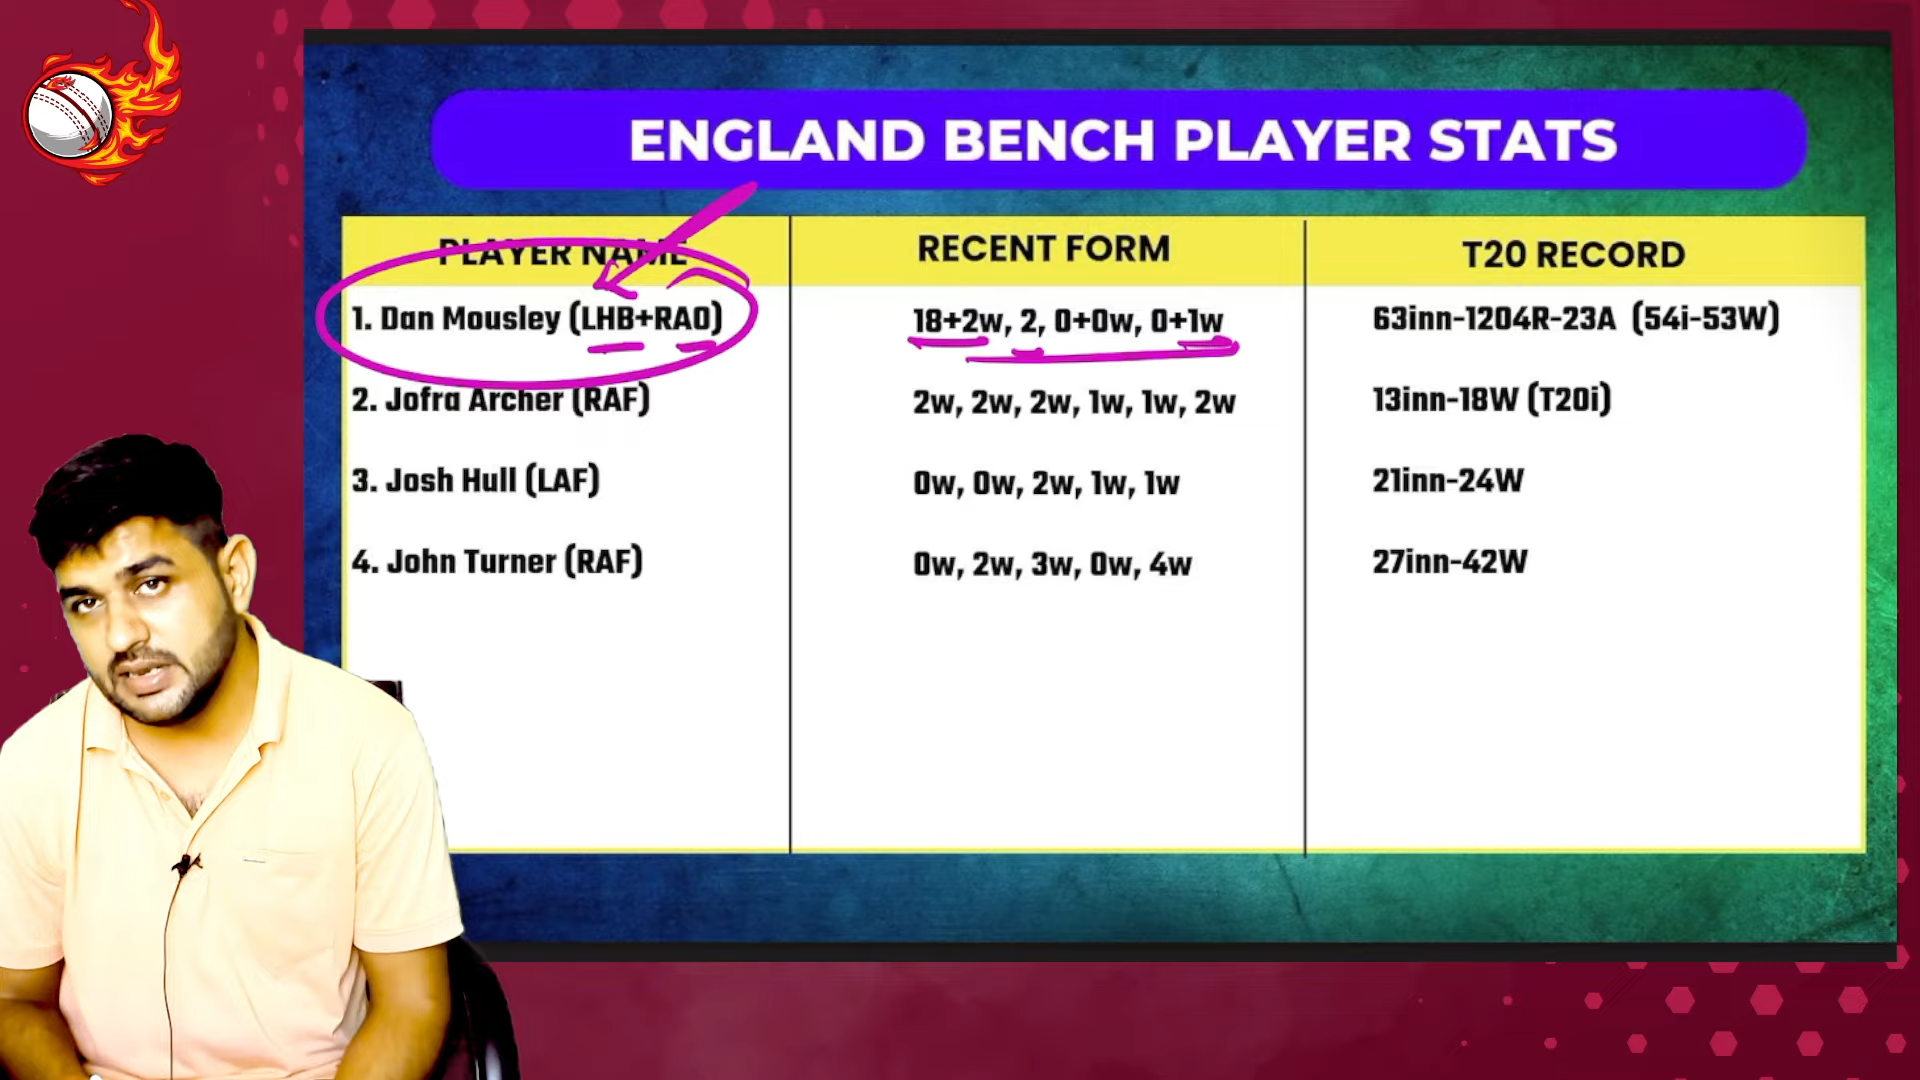 ENGLAND BENCH PLAYER STATS
PLAYER NAME RECENT FORM T20 RECORD
1. Dan Mousley (LHB+RAO) 18+2w, 2, 0+0w, 0+1w 63inn-1204R-23A (54i-53W)
2. Jofra Archer (RAF) 2w, 2w, 2w, 1w, 1w, 2w 13inn-18W (T20i)
3. Josh Hull (LAF) 0w, 0w, 2w, 1w, 1w 21inn-24W
4. John Turner (RAF) 0w, 2w, 3w, 0w, 4w 27inn-42W